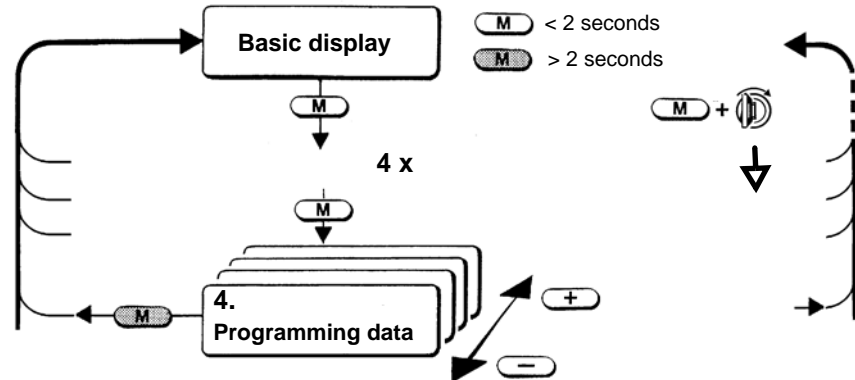 Basic display
M < 2 seconds
M > 2 seconds
M
M +
4 x
M
4.
Programming data
M
+
−